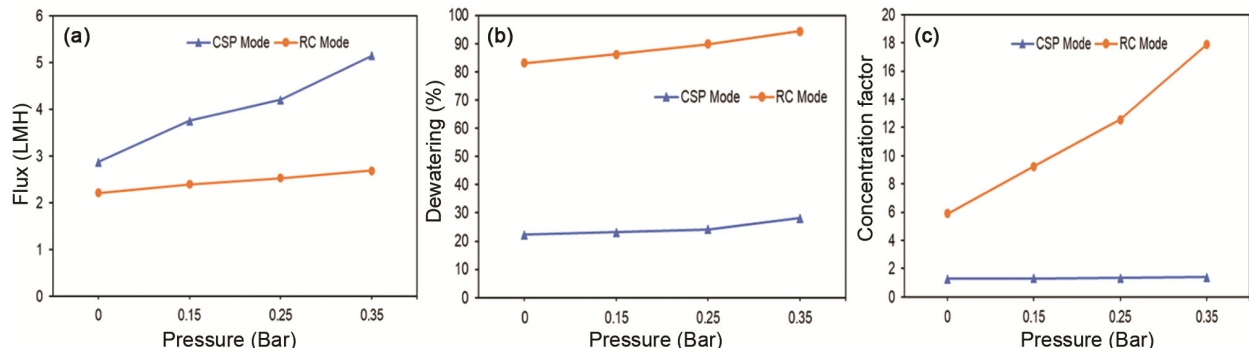 (a)
CSP Mode RC Mode
Flux (LMH)
6
5
4
3
2
1
0
0 0.15 0.25 0.35
Pressure (Bar)
(b)
CSP Mode RC Mode
Dewatering (%)
100
90
80
70
60
50
40
30
20
10
0
0 0.15 0.25 0.35
Pressure (Bar)
(c)
CSP Mode RC Mode
Concentration factor
20
18
16
14
12
10
8
6
4
2
0
0 0.15 0.25 0.35
Pressure (Bar)